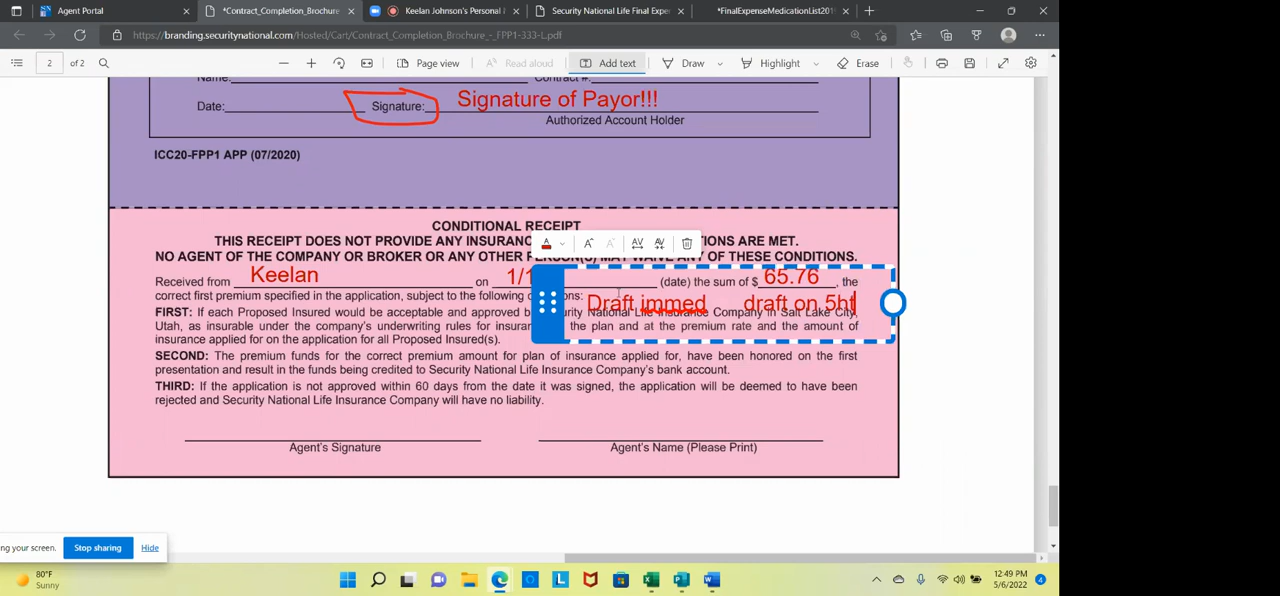 Agent Portal
*Contract_Completion_Brochure
Keelan Johnson's Personal
Security National Life Final Expe
*FinalExpenseMedicationList201
https://branding.securitynational.com/Hosted/Cart/Contract_Completion_Brochure_-_FPP1-333-L.pdf
2 of 2
Page view
Read aloud
Add text
Draw
Highlight
Erase
Name: Contract #:
Date: Signature: Signature of Payor!!!
Authorized Account Holder
ICC20-FPP1 APP (07/2020)
CONDITIONAL RECEIPT
THIS RECEIPT DOES NOT PROVIDE ANY INSURANC TIONS ARE MET.
NO AGENT OF THE COMPANY OR BROKER OR ANY OTHER PERSON(S) MAY WAIVE ANY OF THESE CONDITIONS.
Received from Keelan on 1/1 (date) the sum of $ 65.76, the
correct first premium specified in the application, subject to the following
Draft immed draft on 5ht
FIRST: If each Proposed Insured would be acceptable and approved b urity National Life Insurance Company in Salt Lake City,
Utah, as insurable under the company's underwriting rules for insuran the plan and at the premium rate and the amount of
insurance applied for on the application for all Proposed Insured(s).
SECOND: The premium funds for the correct premium amount for plan of insurance applied for, have been honored on the first
presentation and result in the funds being credited to Security National Life Insurance Company's bank account.
THIRD: If the application is not approved within 60 days from the date it was signed, the application will be deemed to have been
rejected and Security National Life Insurance Company will have no liability.
Agent's Signature
Agent's Name (Please Print)
ng your screen.
Stop sharing
Hide
80°F
Sunny
12:49 PM
5/6/2022
4